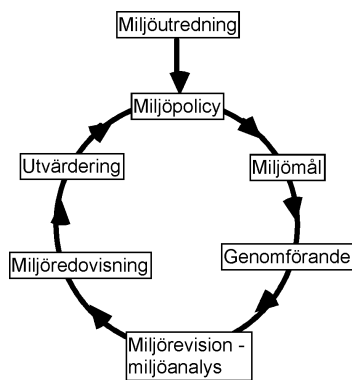 Miljöutredning
Miljöpolicy
Miljömål
Genomförande
Miljörevision -
miljöanalys
Miljöredovisning
Utvärdering